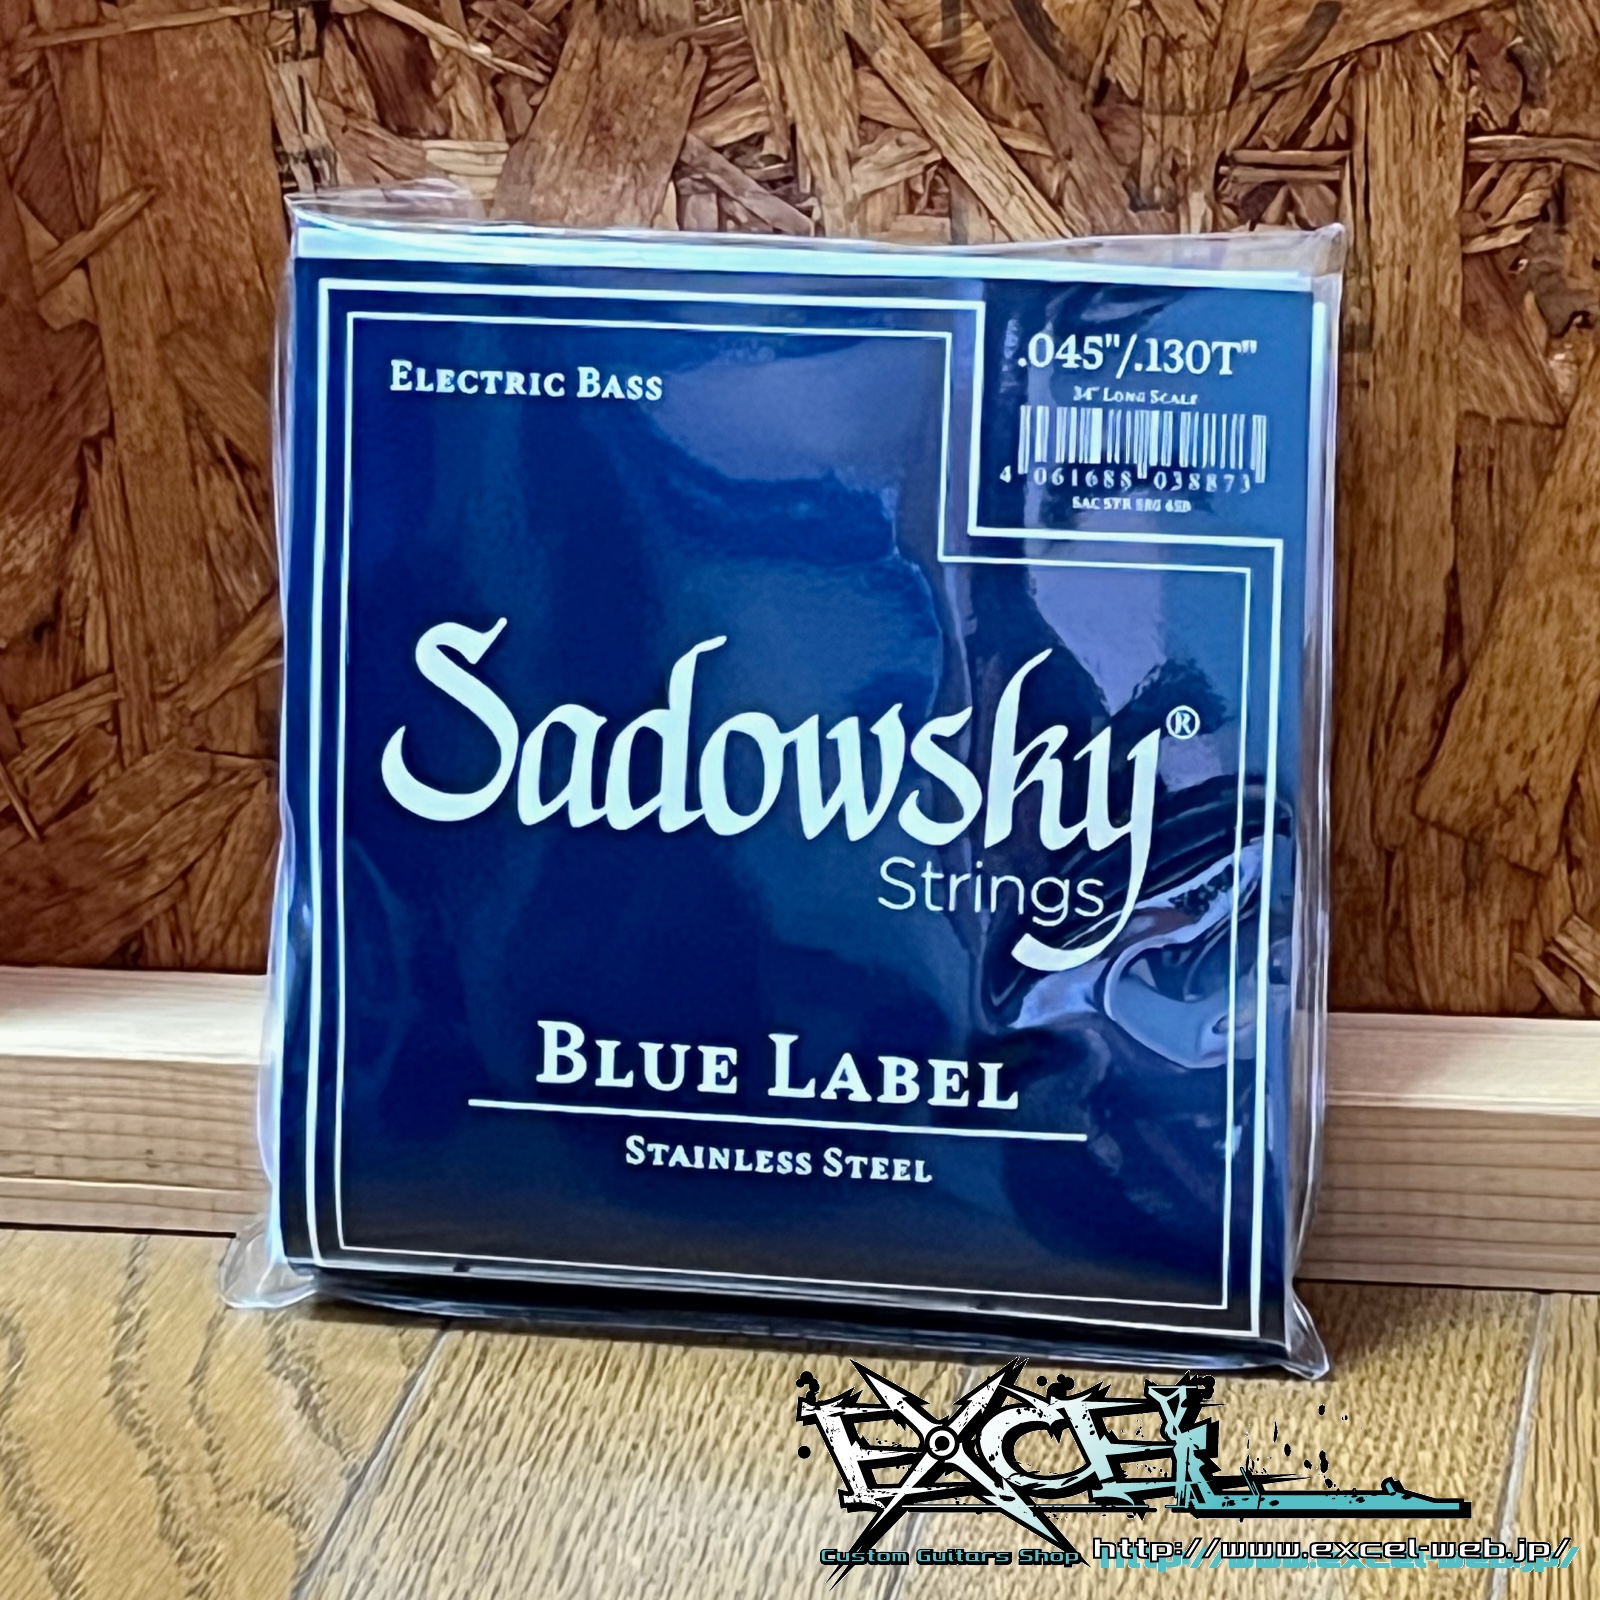 Electric Bass
.045"/.130T"
34" Long Scale
4 061688 038873
Sadowsky®
Strings
Blue Label
Stainless Steel
EXCEL
Custom Guitars Shop http://www.excel-web.jp/